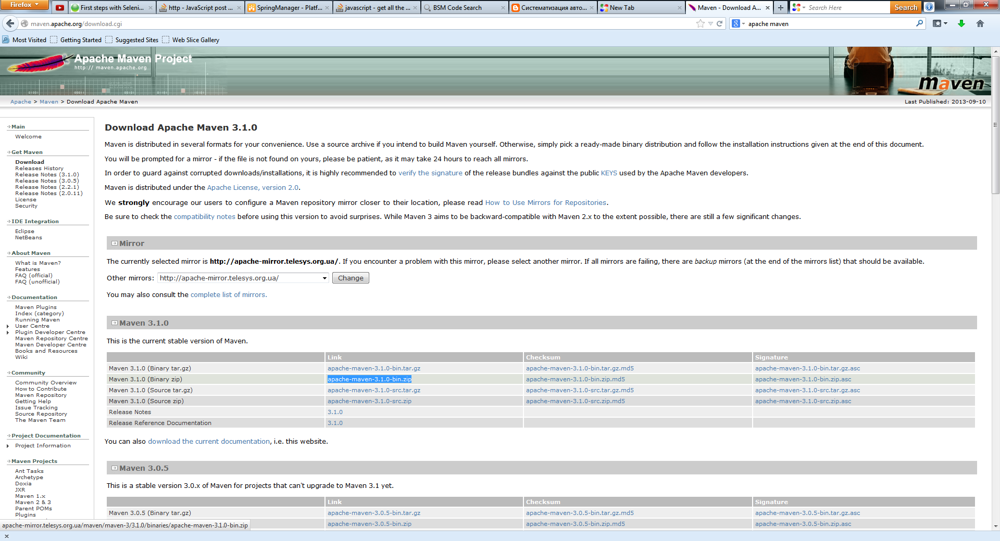 Firefox
First steps with Seleni...
http - JavaScript post ...
SpringManager - Platf...
javascript - get all the ...
BSM Code Search
Систематизация авто...
New Tab
Maven - Download A...
Search Here
Search
maven.apache.org/download.cgi
apache maven
Most Visited
Getting Started
Suggested Sites
Web Slice Gallery
Apache Maven Project
http:// maven.apache.org
maven
Apache > Maven > Download Apache Maven
Last Published: 2013-09-10
Main
Welcome
Get Maven
Download
Releases History
Release Notes (3.1.0)
Release Notes (3.0.5)
Release Notes (2.2.1)
Release Notes (2.0.11)
License
Security
IDE Integration
Eclipse
NetBeans
About Maven
What is Maven?
Features
FAQ (official)
FAQ (unofficial)
Documentation
Maven Plugins
Index (category)
Running Maven
User Centre
Plugin Developer Centre
Maven Repository Centre
Maven Developer Centre
Books and Resources
Wiki
Community
Community Overview
How to Contribute
Maven Repository
Getting Help
Issue Tracking
Source Repository
The Maven Team
Project Documentation
Project Information
Maven Projects
Ant Tasks
Archetype
Doxia
JXR
Maven 1.x
Maven 2 & 3
Parent POMs
Plugins
Download Apache Maven 3.1.0
Maven is distributed in several formats for your convenience. Use a source archive if you intend to build Maven yourself. Otherwise, simply pick a ready-made binary distribution and follow the installation instructions given at the end of this document.
You will be prompted for a mirror - if the file is not found on yours, please be patient, as it may take 24 hours to reach all mirrors.
In order to guard against corrupted downloads/installations, it is highly recommended to verify the signature of the release bundles against the public KEYS used by the Apache Maven developers.
Maven is distributed under the Apache License, version 2.0.
We strongly encourage our users to configure a Maven repository mirror closer to their location, please read How to Use Mirrors for Repositories.
Be sure to check the compatibility notes before using this version to avoid surprises. While Maven 3 aims to be backward-compatible with Maven 2.x to the extent possible, there are still a few significant changes.
Mirror
The currently selected mirror is http://apache-mirror.telesys.org.ua/. If you encounter a problem with this mirror, please select another mirror. If all mirrors are failing, there are backup mirrors (at the end of the mirrors list) that should be available.
Other mirrors: http://apache-mirror.telesys.org.ua/ Change
You may also consult the complete list of mirrors.
Maven 3.1.0
This is the current stable version of Maven.
Link Checksum Signature
Maven 3.1.0 (Binary tar.gz) apache-maven-3.1.0-bin.tar.gz apache-maven-3.1.0-bin.tar.gz.md5 apache-maven-3.1.0-bin.tar.gz.asc
Maven 3.1.0 (Binary zip) apache-maven-3.1.0-bin.zip apache-maven-3.1.0-bin.zip.md5 apache-maven-3.1.0-bin.zip.asc
Maven 3.1.0 (Source tar.gz) apache-maven-3.1.0-src.tar.gz apache-maven-3.1.0-src.tar.gz.md5 apache-maven-3.1.0-src.tar.gz.asc
Maven 3.1.0 (Source zip) apache-maven-3.1.0-src.zip apache-maven-3.1.0-src.zip.md5 apache-maven-3.1.0-src.zip.asc
Release Notes 3.1.0
Release Reference Documentation 3.1.0
You can also download the current documentation, i.e. this website.
Maven 3.0.5
This is a stable version 3.0.x of Maven for projects that can't upgrade to Maven 3.1 yet.
Link Checksum Signature
Maven 3.0.5 (Binary tar.gz) apache-maven-3.0.5-bin.tar.gz apache-maven-3.0.5-bin.tar.gz.md5 apache-maven-3.0.5-bin.tar.gz.asc
apache-maven-3.0.5-bin.zip apache-maven-3.0.5-bin.zip.md5 apache-maven-3.0.5-bin.zip.asc
apache-mirror.telesys.org.ua/maven/maven-3/3.1.0/binaries/apache-maven-3.1.0-bin.zip